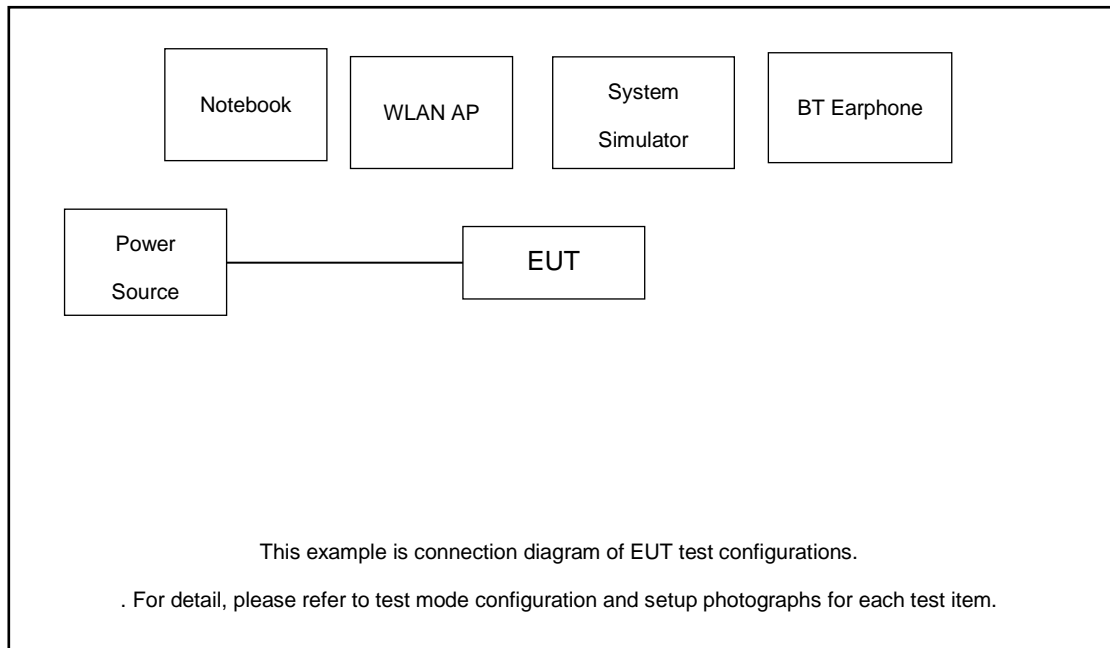 Notebook
WLAN AP
System
Simulator
BT Earphone
Power
Source
EUT
This example is connection diagram of EUT test configurations.
. For detail, please refer to test mode configuration and setup photographs for each test item.